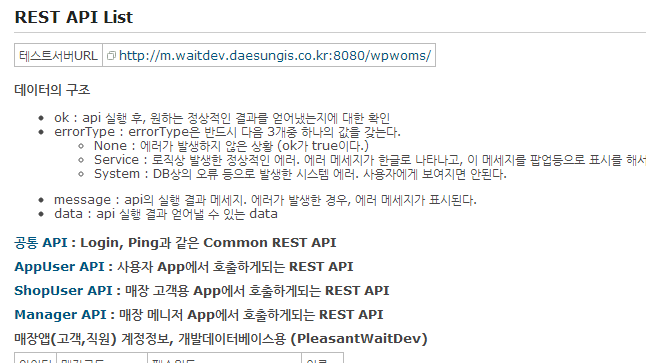 REST API List
테스트서버URL http://m.waitdev.daesungis.co.kr:8080/wpwoms/
데이터의 구조
ok : api 실행 후, 원하는 정상적인 결과를 얻어냈는지에 대한 확인
errorType : errorType은 반드시 다음 3개중 하나의 값을 갖는다.
None : 에러가 발생하지 않은 상황 (ok가 true이다.)
Service : 로직상 발생한 정상적인 에러. 에러 메세지가 한글로 나타나고, 이 메세지를 팝업등으로 표시를 해서
System : DB상의 오류 등으로 발생한 시스템 에러. 사용자에게 보여지면 안된다.
message : api의 실행 결과 메세지. 에러가 발생한 경우, 에러 메세지가 표시된다.
data : api 실행 결과 얻어낼 수 있는 data
공통 API : Login, Ping과 같은 Common REST API
AppUser API : 사용자 App에서 호출하게되는 REST API
ShopUser API : 매장 고객용 App에서 호출하게되는 REST API
Manager API : 매장 메니저 App에서 호출하게되는 REST API
매장앱(고객,직원) 계정정보, 개발데이터베이스용 (PleasantWaitDev)